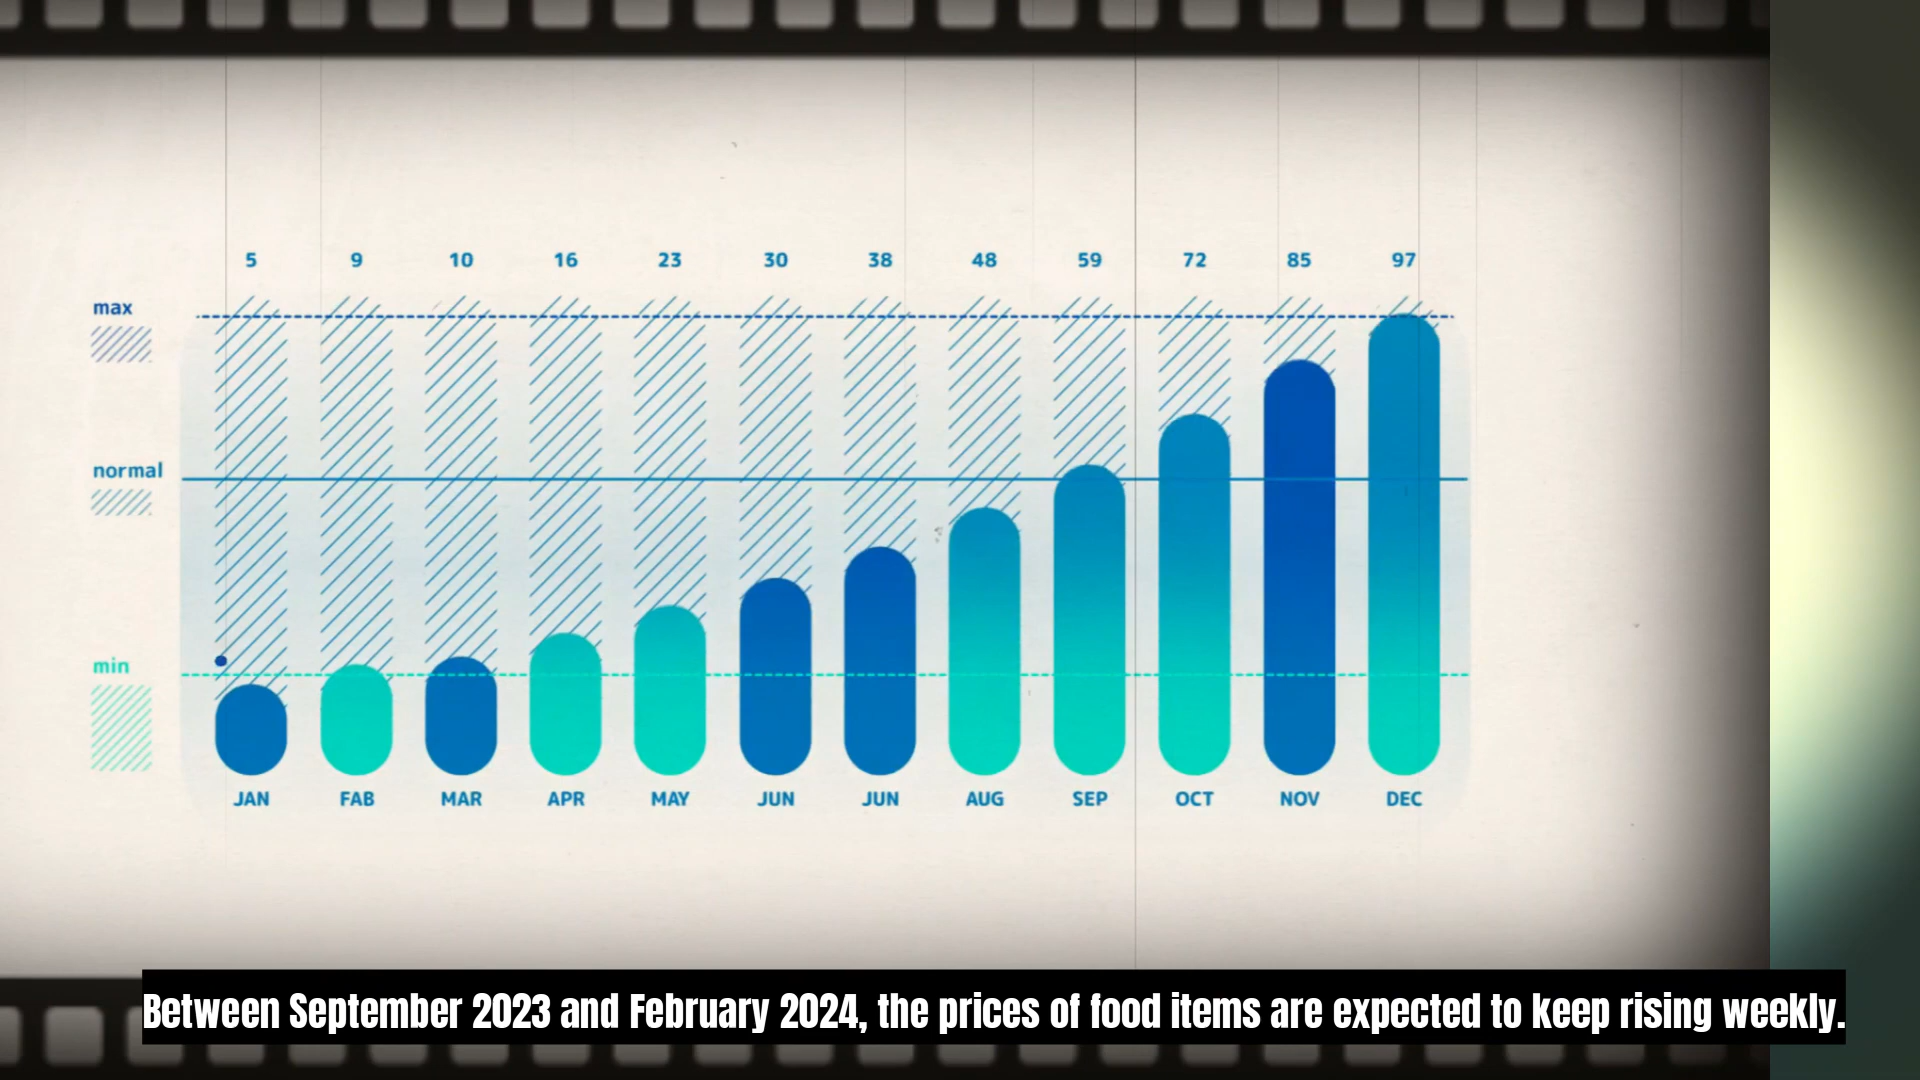 5 9 10 16 23 30 38 48 59 72 85 97
max
normal
min
JAN FAB MAR APR MAY JUN JUN AUG SEP OCT NOV DEC
Between September 2023 and February 2024, the prices of food items are expected to keep rising weekly.